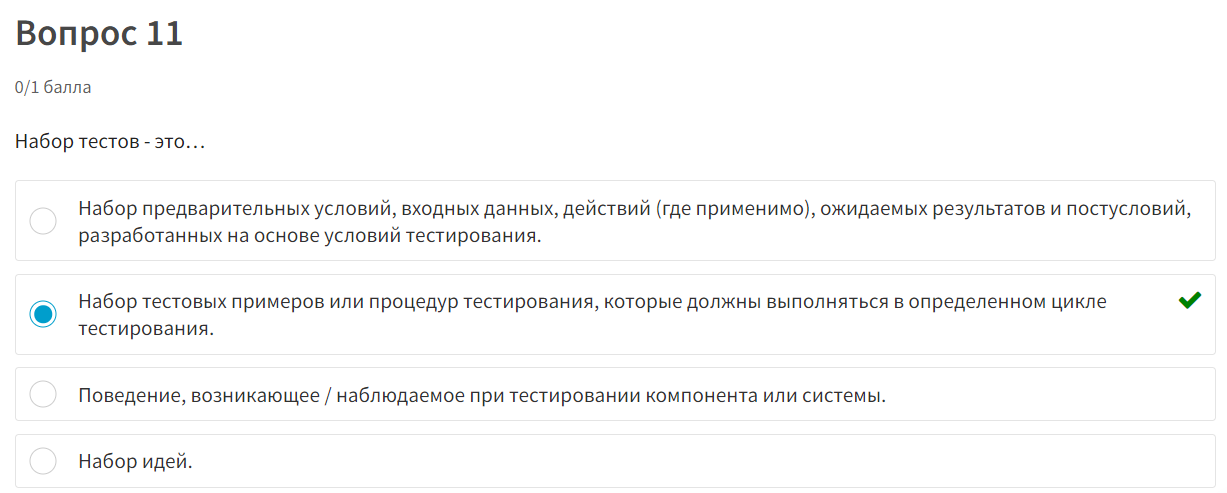 Вопрос 11
0/1 балла
Набор тестов - это…
Набор предварительных условий, входных данных, действий (где применимо), ожидаемых результатов и постусловий,
разработанных на основе условий тестирования.
Набор тестовых примеров или процедур тестирования, которые должны выполняться в определенном цикле
тестирования.
Поведение, возникающее / наблюдаемое при тестировании компонента или системы.
Набор идей.